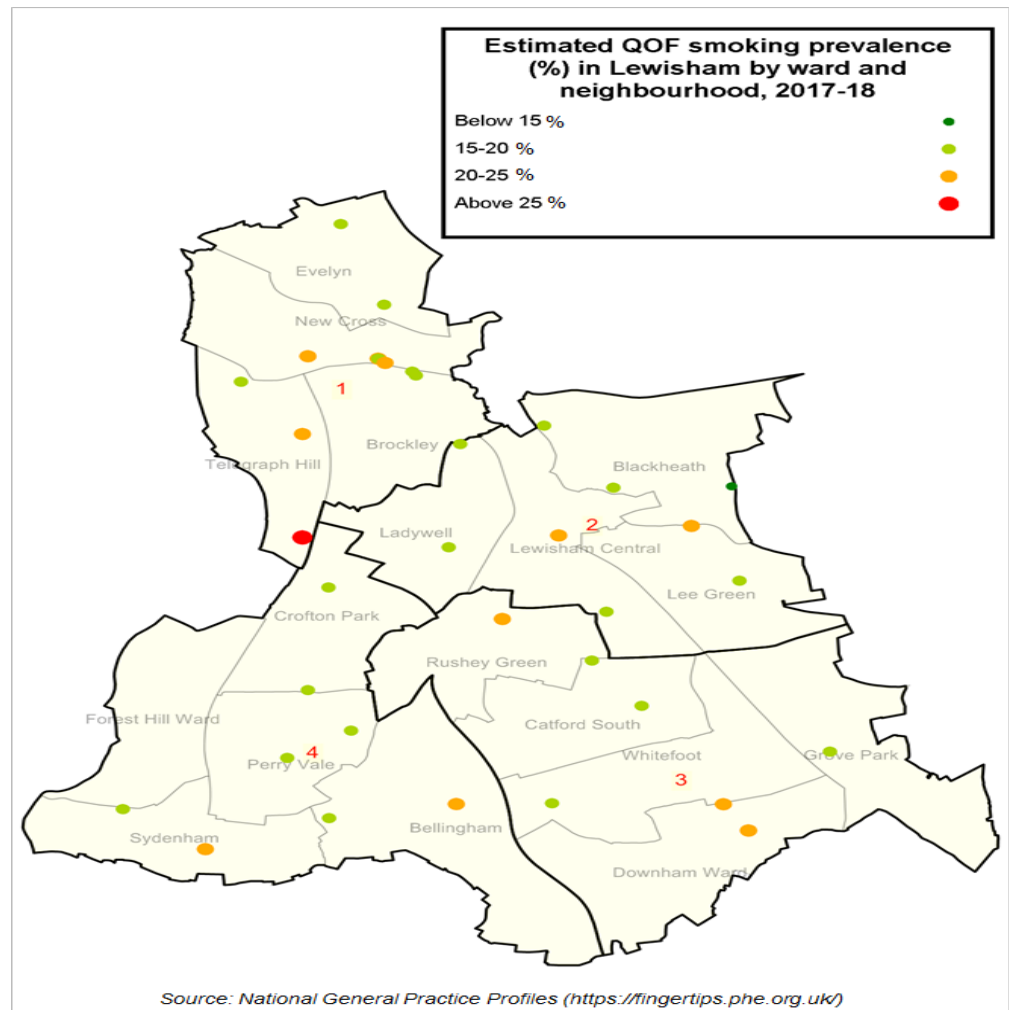 Estimated QOF smoking prevalence
(%) in Lewisham by ward and
neighbourhood, 2017-18
Below 15 %
15-20 %
20-25 %
Above 25 %
Evelyn
New Cross
1
Brockley
Telegraph Hill
Blackheath
2
Ladywell
Lewisham Central
Lee Green
Crofton Park
Rushey Green
Forest Hill Ward
Catford South
4
Perry Vale
Whitefoot
Grove Park
3
Bellingham
Sydenham
Downham Ward
Source: National General Practice Profiles (https://fingertips.phe.org.uk/)